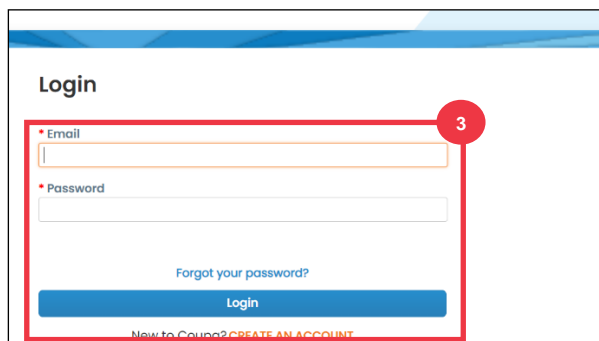 Login
3
* Email
* Password
Forgot your password?
Login
New to Coupa? CREATE AN ACCOUNT